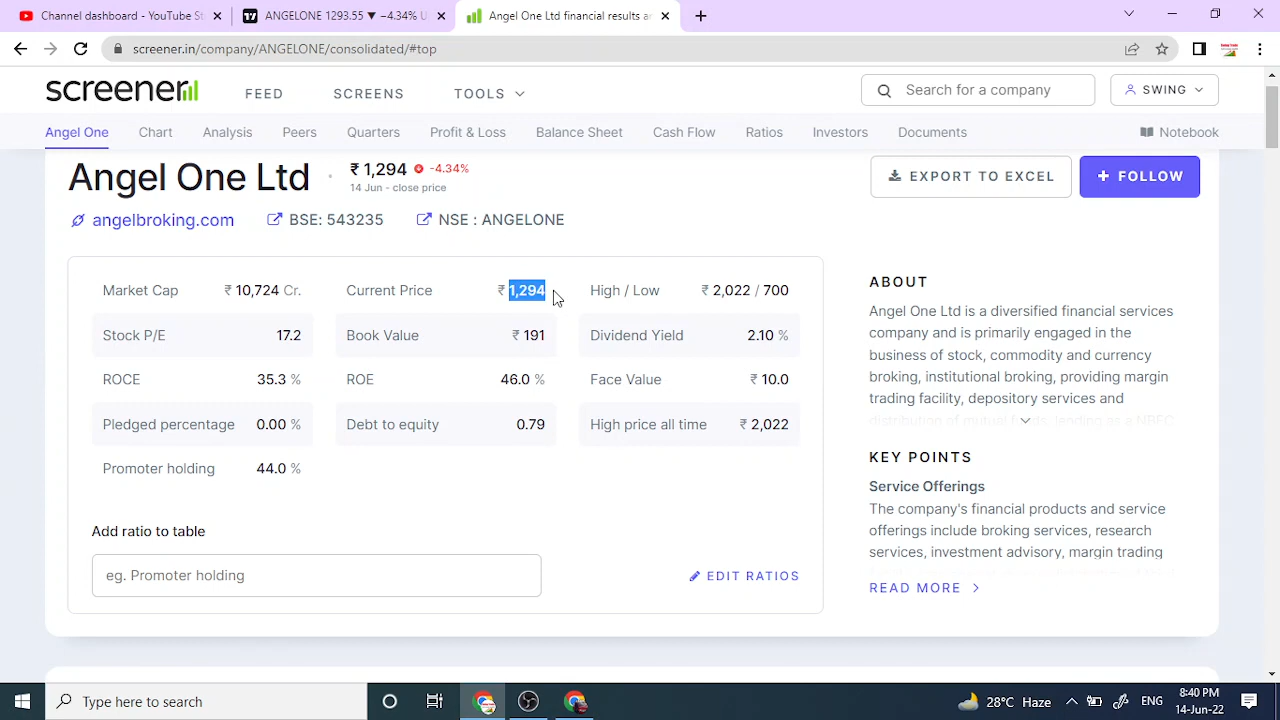 Channel dashboard - YouTube St
Angel One 1293.55 ▼ -4.34% U
Angel One Ltd financial results ar
screener.in/company/ANGELONE/consolidated/#top
screener
FEED
SCREENS
TOOLS
Search for a company
SWING
Angel One
Chart
Analysis
Peers
Quarters
Profit & Loss
Balance Sheet
Cash Flow
Ratios
Investors
Documents
Notebook
Angel One Ltd
₹ 1,294 -4.34%
14 Jun - close price
EXPORT TO EXCEL
+ FOLLOW
angelbroking.com
BSE: 543235
NSE : ANGELONE
Market Cap ₹ 10,724 Cr.
Current Price ₹ 1,294
High / Low ₹ 2,022 / 700
Stock P/E 17.2
Book Value ₹ 191
Dividend Yield 2.10 %
ROCE 35.3 %
ROE 46.0 %
Face Value ₹ 10.0
Pledged percentage 0.00 %
Debt to equity 0.79
High price all time ₹ 2,022
Promoter holding 44.0 %
Add ratio to table
eg. Promoter holding
EDIT RATIOS
ABOUT
Angel One Ltd is a diversified financial services
company and is primarily engaged in the
business of stock, commodity and currency
broking, institutional broking, providing margin
trading facility, depository services and
distribution of mutual funds, lending as a NBFC
KEY POINTS
Service Offerings
The company's financial products and service
offerings include broking services, research
services, investment advisory, margin trading
READ MORE
Type here to search
28°C Haze
ENG
8:40 PM
14-Jun-22